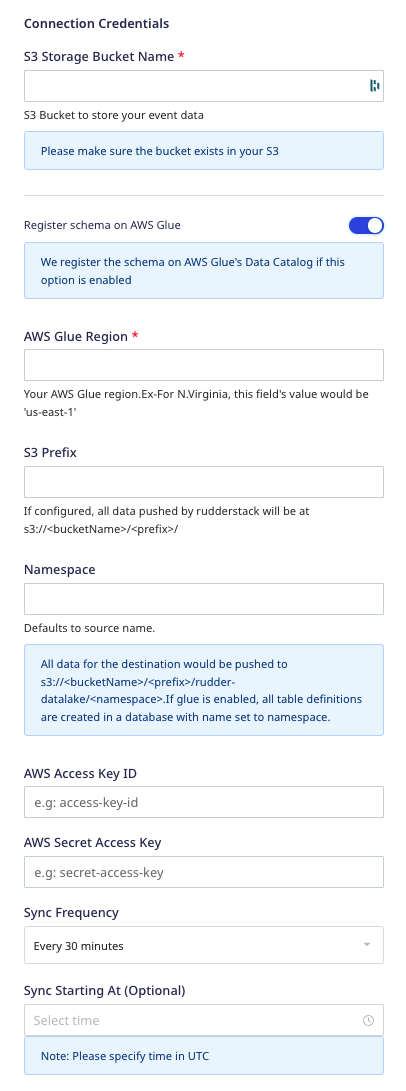 Connection Credentials
S3 Storage Bucket Name *
S3 Bucket to store your event data
Please make sure the bucket exists in your S3
Register schema on AWS Glue
We register the schema on AWS Glue's Data Catalog if this
option is enabled
AWS Glue Region *
Your AWS Glue region.Ex-For N.Virginia, this field's value would be
'us-east-1'
S3 Prefix
If configured, all data pushed by rudderstack will be at
s3://<bucketName>/<prefix>/
Namespace
Defaults to source name.
All data for the destination would be pushed to
s3://<bucketName>/<prefix>/rudder-
datalake/<namespace>.If glue is enabled, all table definitions
are created in a database with name set to namespace.
AWS Access Key ID
e.g: access-key-id
AWS Secret Access Key
e.g: secret-access-key
Sync Frequency
Every 30 minutes
Sync Starting At (Optional)
Select time
Note: Please specify time in UTC